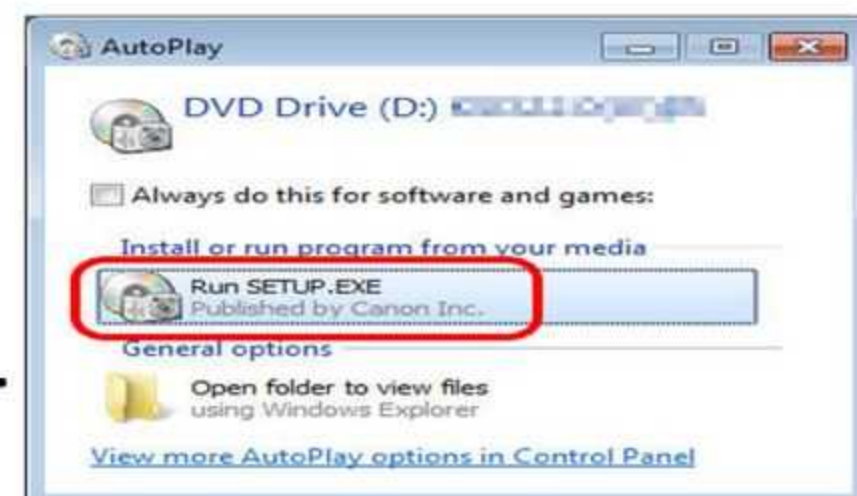 AutoPlay
DVD Drive (D:)
Always do this for software and games:
Install or run program from your media
Run SETUP.EXE
Published by Canon Inc.
General options
Open folder to view files
using Windows Explorer
View more AutoPlay options in Control Panel